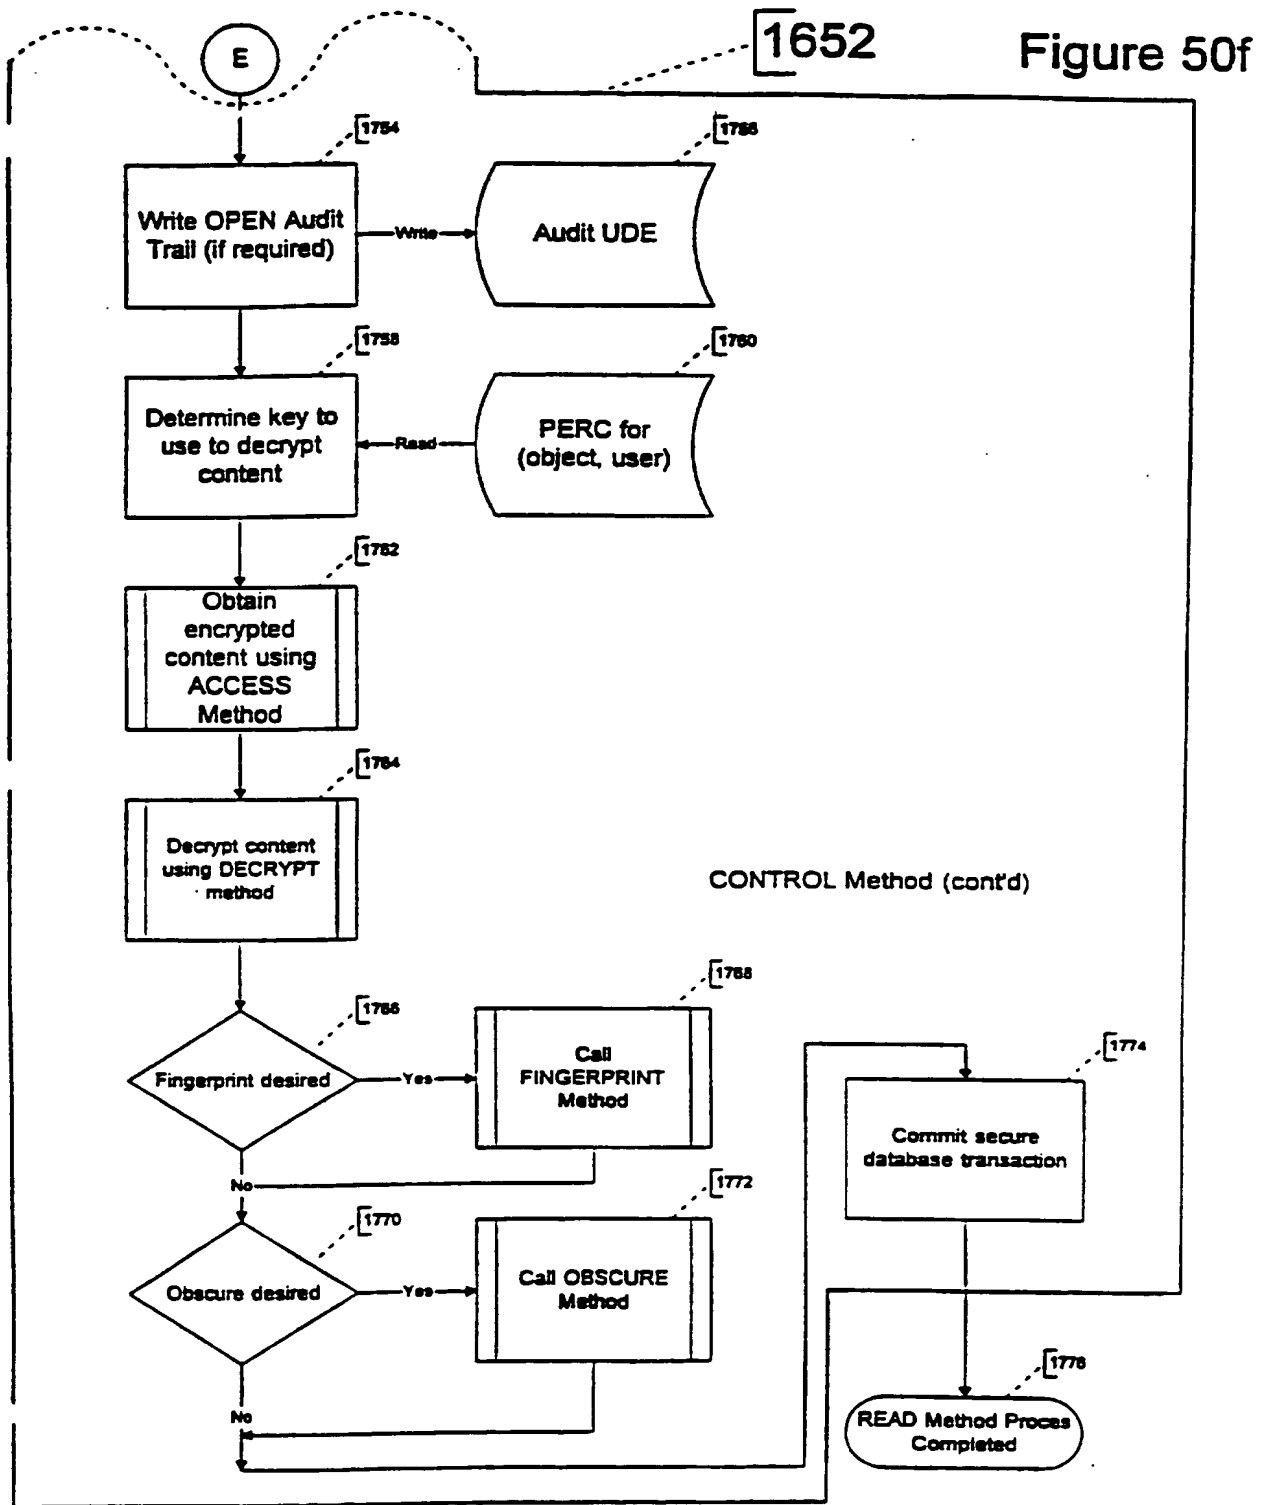 E
1652
Figure 50f
1754
Write OPEN Audit
Trail (if required)
Write
1756
Audit UDE
1758
Determine key to
use to decrypt
content
Read
1760
PERC for
(object, user)
1762
Obtain
encrypted
content using
ACCESS
Method
1764
Decrypt content
using DECRYPT
method
CONTROL Method (cont'd)
1766
Fingerprint desired
Yes
No
1768
Call
FINGERPRINT
Method
1770
Obscure desired
Yes
No
1772
Call OBSCURE
Method
1774
Commit secure
database transaction
1776
READ Method Proces
Completed